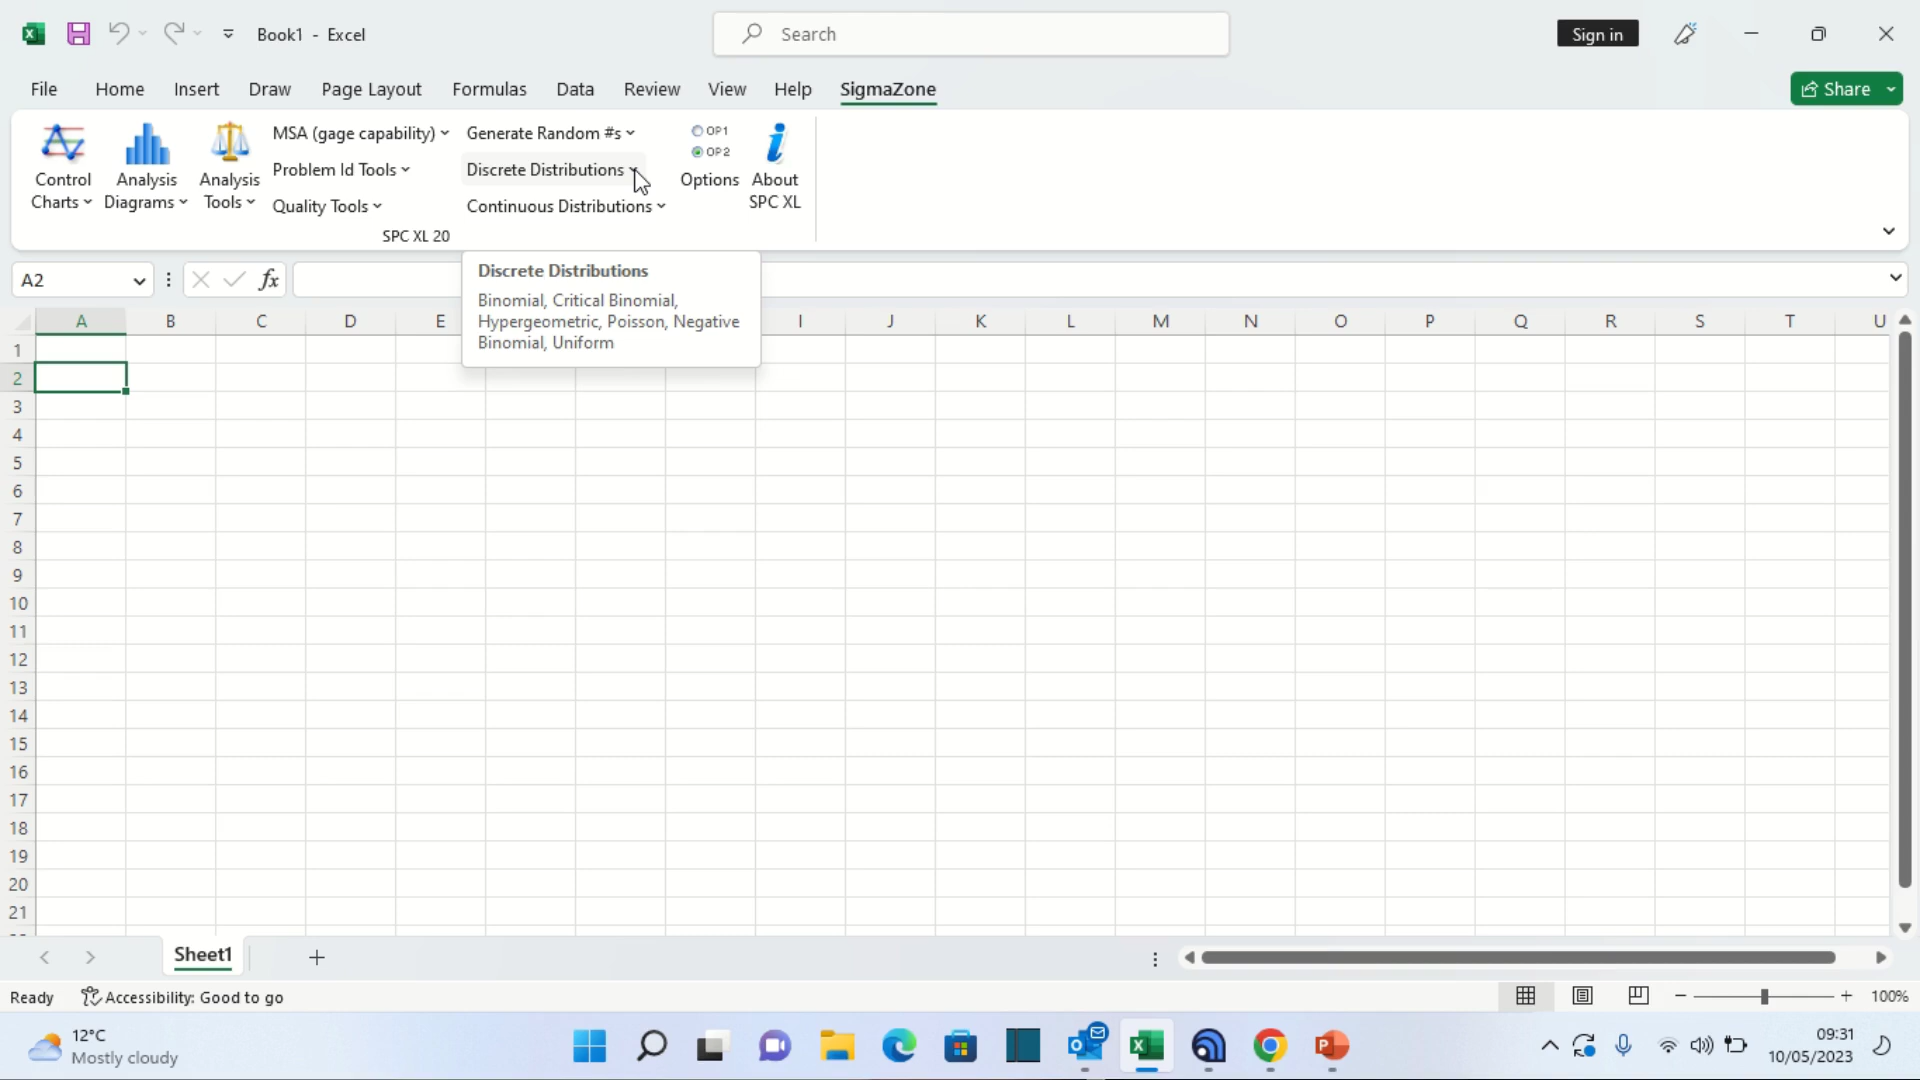 Book1 - Excel
Search
Sign in
File Home Insert Draw Page Layout Formulas Data Review View Help SigmaZone
Share
Control
Charts
Analysis
Diagrams
Analysis
Tools
MSA (gage capability)
Problem Id Tools
Quality Tools
Generate Random #s
Discrete Distributions
Continuous Distributions
OP1
OP2
Options
About
SPC XL
SPC XL 20
A2
fx
Discrete Distributions
Binomial, Critical Binomial,
Hypergeometric, Poisson, Negative
Binomial, Uniform
A B C D E I J K L M N O P Q R S T U
1
2
3
4
5
6
7
8
9
10
11
12
13
14
15
16
17
18
19
20
21
Sheet1
Ready
Accessibility: Good to go
100%
12°C
Mostly cloudy
09:31
10/05/2023